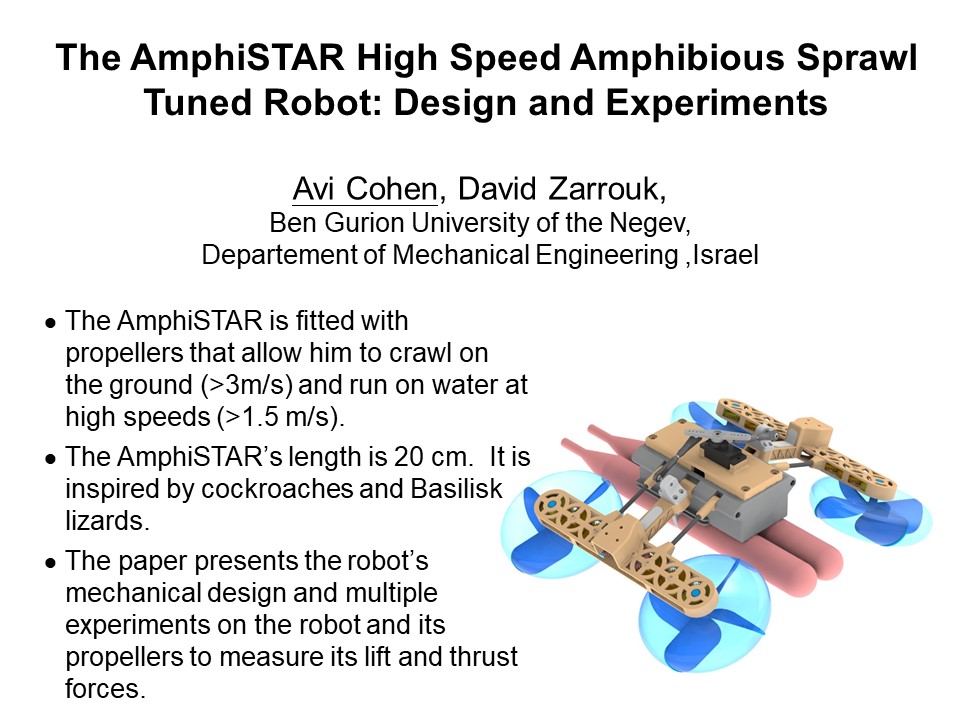 The AmphiSTAR High Speed Amphibious Sprawl
Tuned Robot: Design and Experiments
Avi Cohen, David Zarrouk,
Ben Gurion University of the Negev,
Departement of Mechanical Engineering ,Israel
● The AmphiSTAR is fitted with
propellers that allow him to crawl on
the ground (>3m/s) and run on water at
high speeds (>1.5 m/s).
● The AmphiSTAR’s length is 20 cm.  It is
inspired by cockroaches and Basilisk
lizards.
● The paper presents the robot’s
mechanical design and multiple
experiments on the robot and its
propellers to measure its lift and thrust
forces.